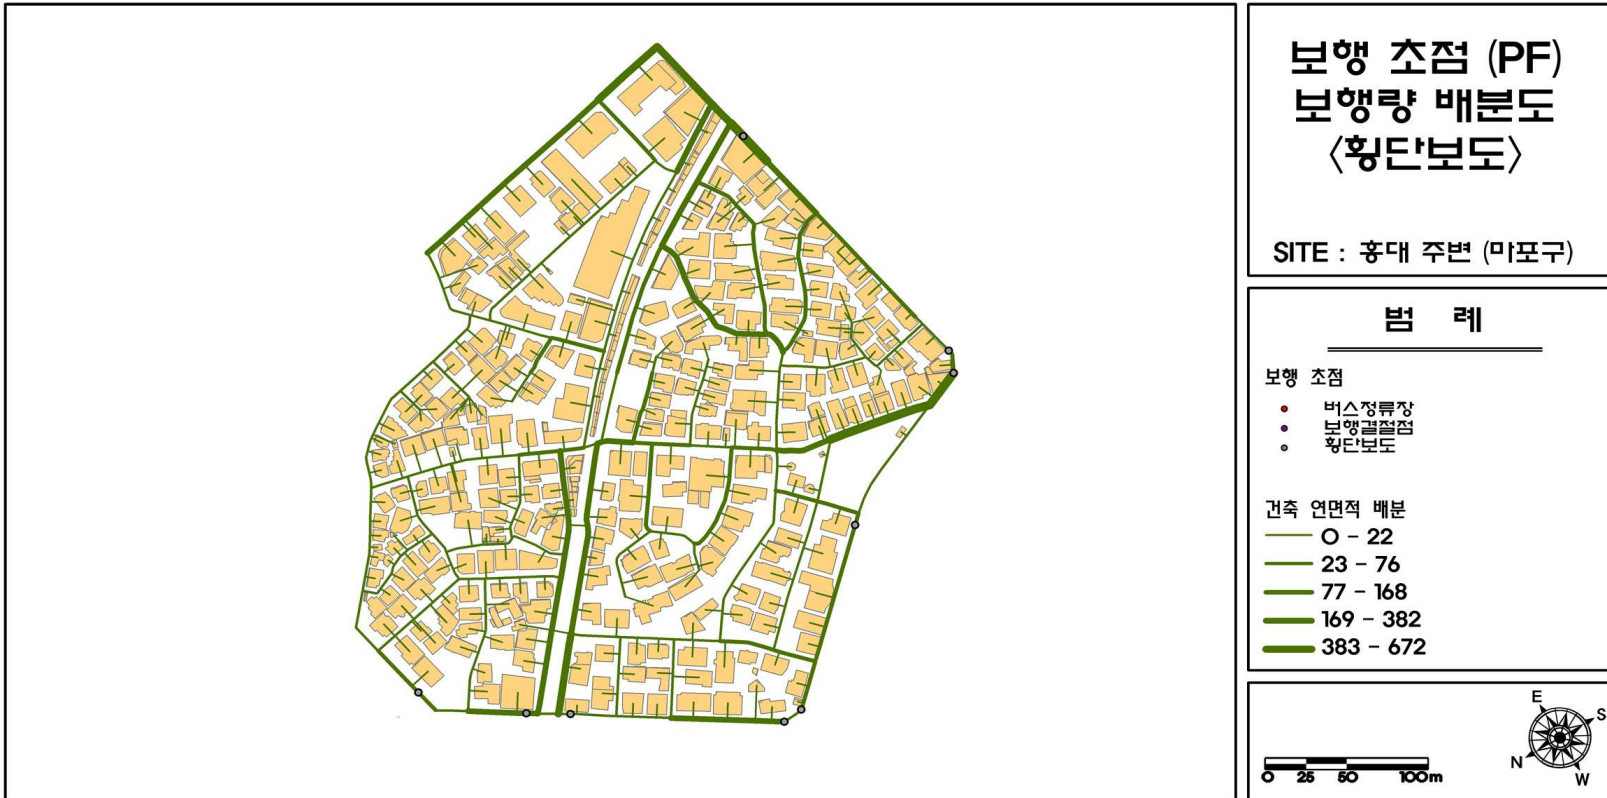 보행 초점 (PF)
보행량 배분도
<횡단보도>
SITE : 홍대 주변 (마포구)
범 례
보행 초점
버스정류장
보행결절점
횡단보도
건축 연면적 배분
0 - 22
23 - 76
77 - 168
169 - 382
383 - 672
0 25 50 100m
E
S
N
W